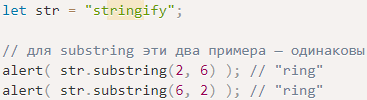 let str = "stringify";
// для substring эти два примера — одинаковы
alert( str.substring(2, 6) ); // "ring"
alert( str.substring(6, 2) ); // "ring"